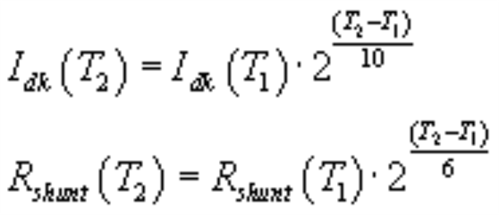 I_dk (T_2) = I_dk (T_1) · 2^((T_2−T_1)/10)
R_shunt (T_2) = R_shunt (T_1) · 2^((T_2−T_1)/6)